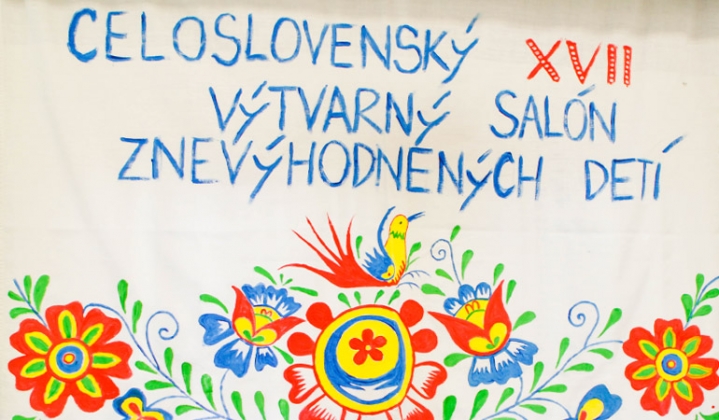 CELOSLOVENSKÝ XVII
VÝTVARNÝ SALÓN
ZNEVÝHODNENÝCH DETÍ